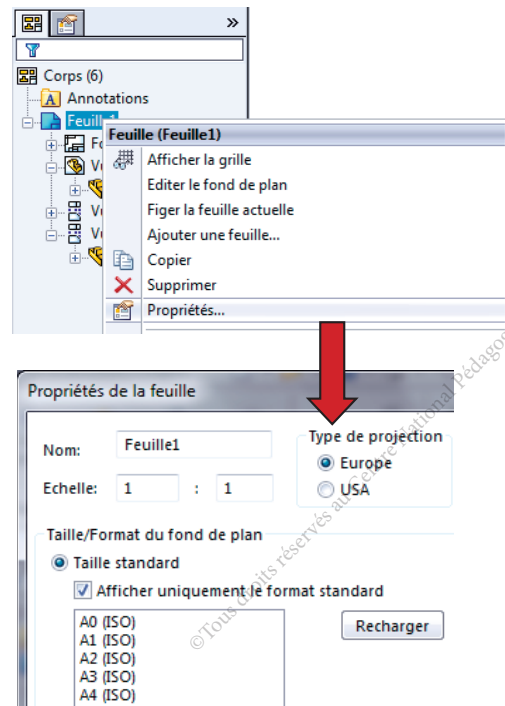 »
Corps (6)
A Annotations
Feuille1
Feuille (Feuille1)
Afficher la grille
Editer le fond de plan
Figer la feuille actuelle
Ajouter une feuille...
Copier
Supprimer
Propriétés...
Propriétés de la feuille
Nom: Feuille1
Type de projection
Europe
Echelle: 1 : 1
USA
Taille/Format du fond de plan
Taille standard
Afficher uniquement le format standard
A0 (ISO)
Recharger
A1 (ISO)
A2 (ISO)
A3 (ISO)
A4 (ISO)
©Tous droits réservés au Centre National Pédagog